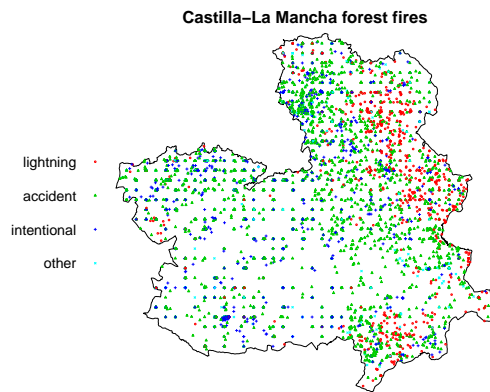 Castilla−La Mancha forest fires
lightning
accident
intentional
other